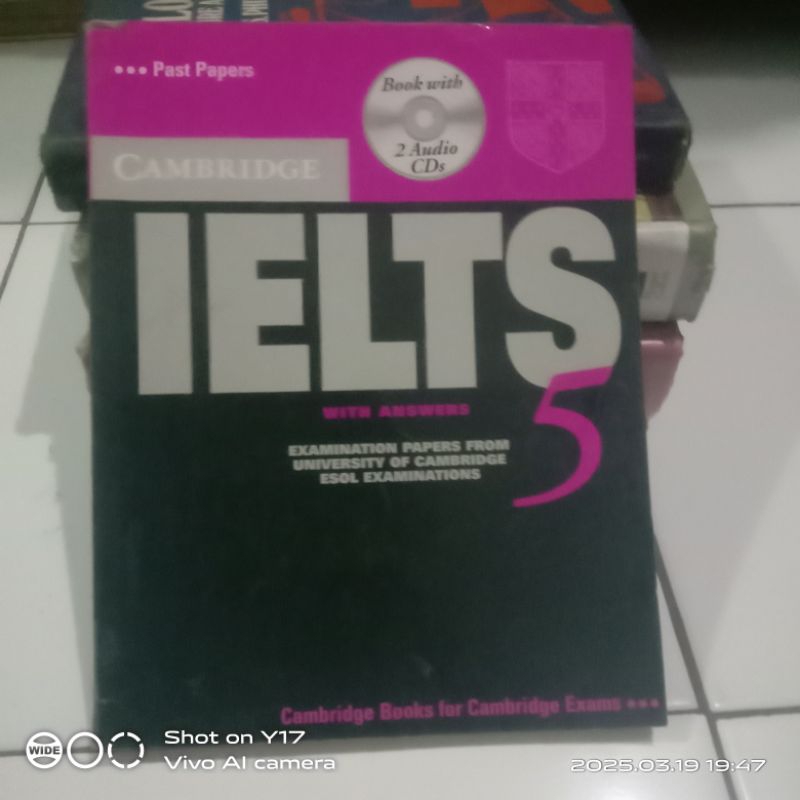 ••• Past Papers
Book with
2 Audio
CDs
CAMBRIDGE
IELTS
5
WITH ANSWERS
EXAMINATION PAPERS FROM
UNIVERSITY OF CAMBRIDGE
ESOL EXAMINATIONS
Cambridge Books for Cambridge Exams •••
WIDE
Shot on Y17
Vivo AI camera
2025.03.19 19:47